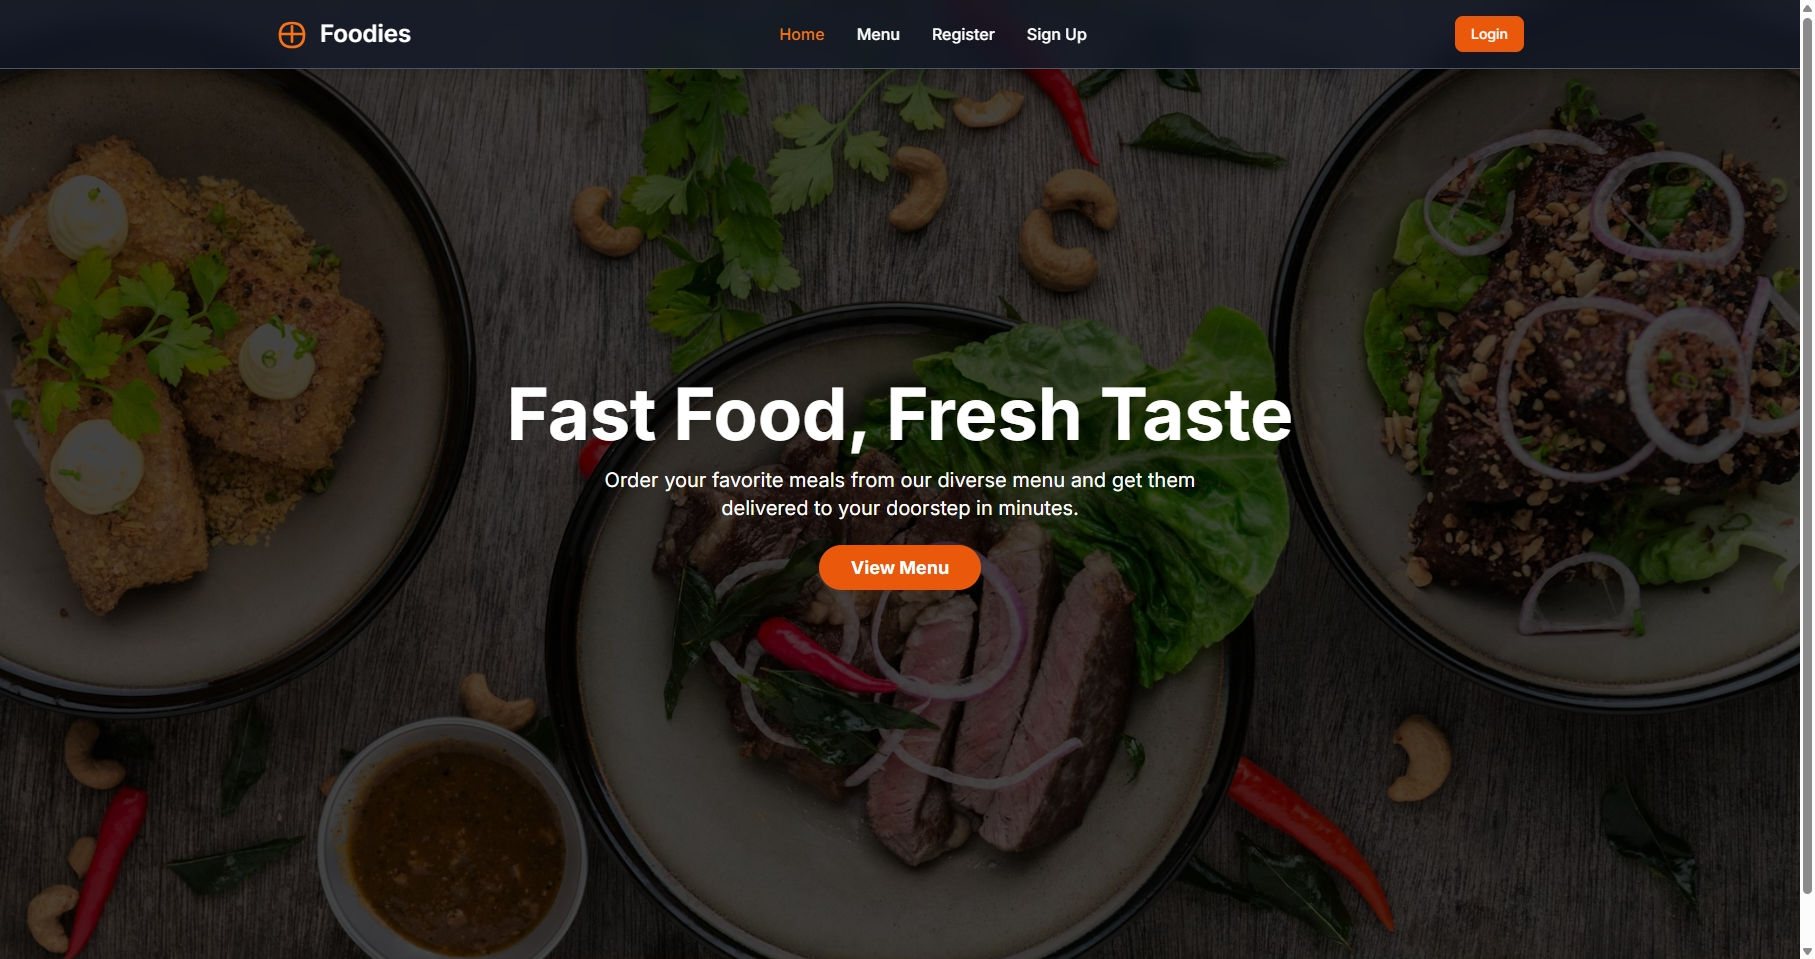 Foodies
Home Menu Register Sign Up
Login
Fast Food, Fresh Taste
Order your favorite meals from our diverse menu and get them
delivered to your doorstep in minutes.
View Menu